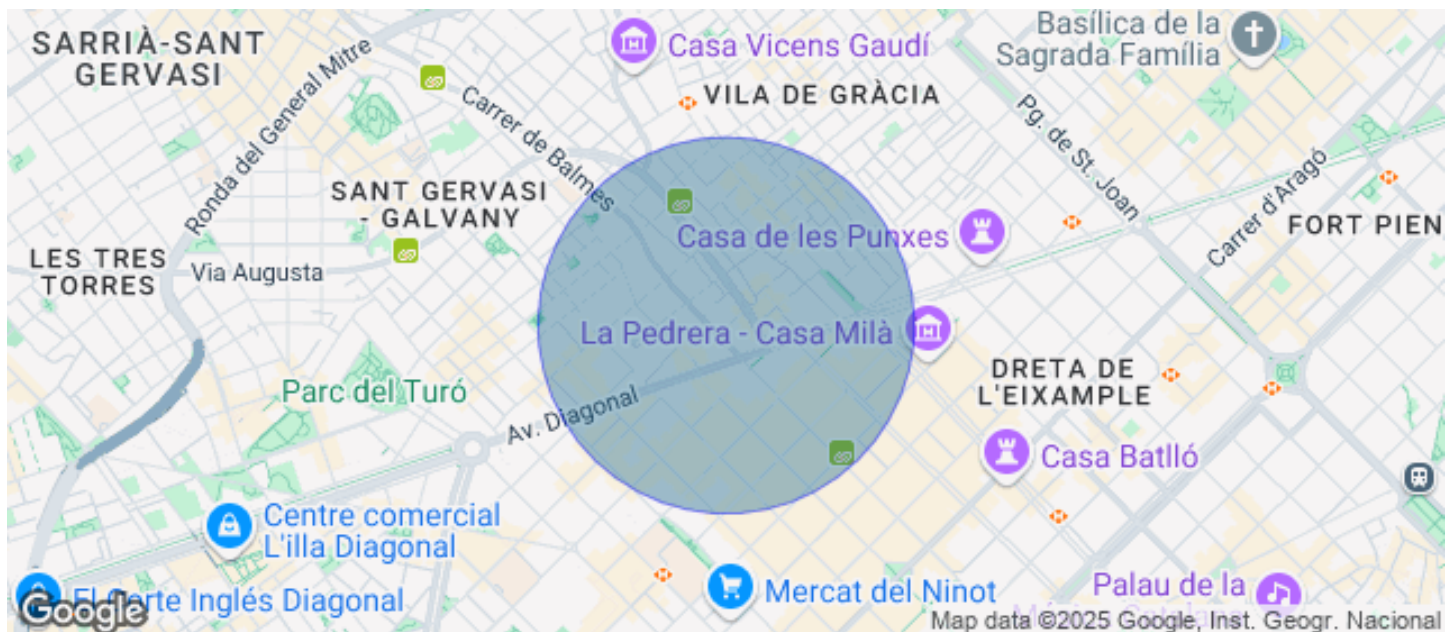 SARRIÀ-SANT
GERVASI
Ronda del General Mitre
Carrer de Balmes
Casa Vicens Gaudí
VILA DE GRÀCIA
Basílica de la
Sagrada Família
Pg. de St. Joan
Carrer d'Aragó
SANT GERVASI
- GALVANY
Casa de les Punxes
FORT PIEN
LES TRES
TORRES
Via Augusta
La Pedrera - Casa Milà
DRETA DE
L'EIXAMPLE
Parc del Turó
Av. Diagonal
Casa Batlló
Centre comercial
L'illa Diagonal
Mercat del Ninot
El Corte Inglés Diagonal
Palau de la
Google
Map data ©2025 Google, Inst. Geogr. Nacional